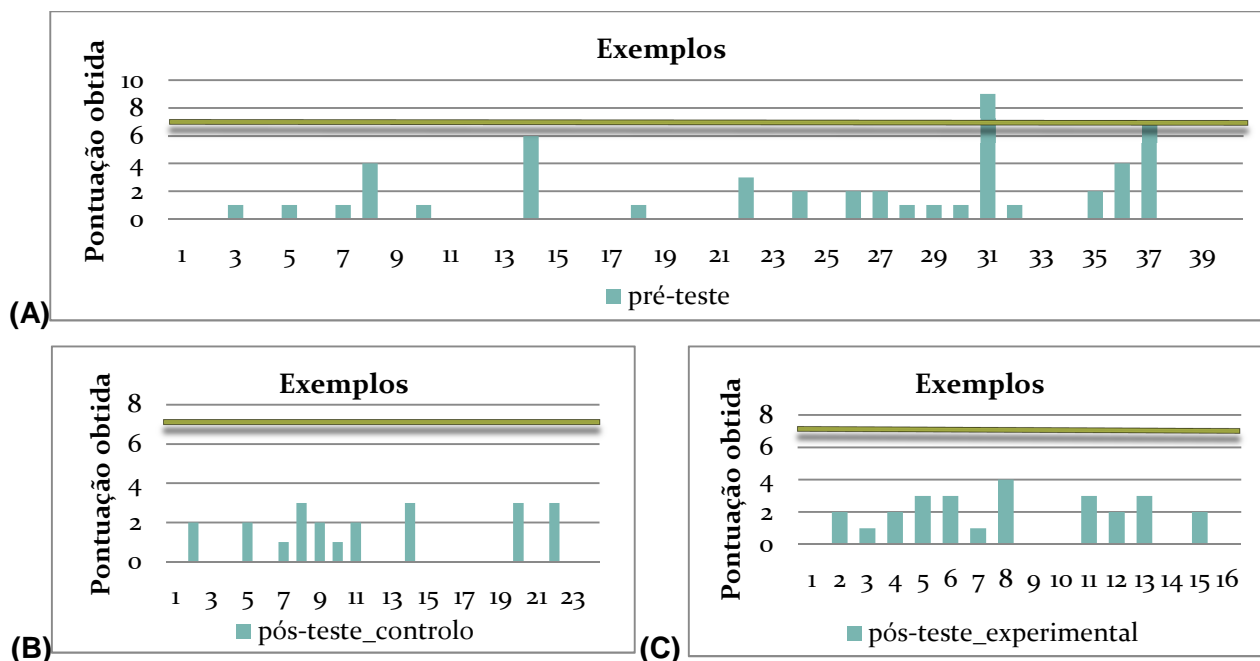 Exemplos
Pontuação obtida
10
8
6
4
2
0
1 3 5 7 9 11 13 15 17 19 21 23 25 27 29 31 33 35 37 39
pré-teste
(A)
Exemplos
Pontuação obtida
8
6
4
2
0
1 3 5 7 9 11 13 15 17 19 21 23
pós-teste_controlo
(B)
Exemplos
Pontuação obtida
8
6
4
2
0
1 2 3 4 5 6 7 8 9 10 11 12 13 14 15 16
pós-teste_experimental
(C)